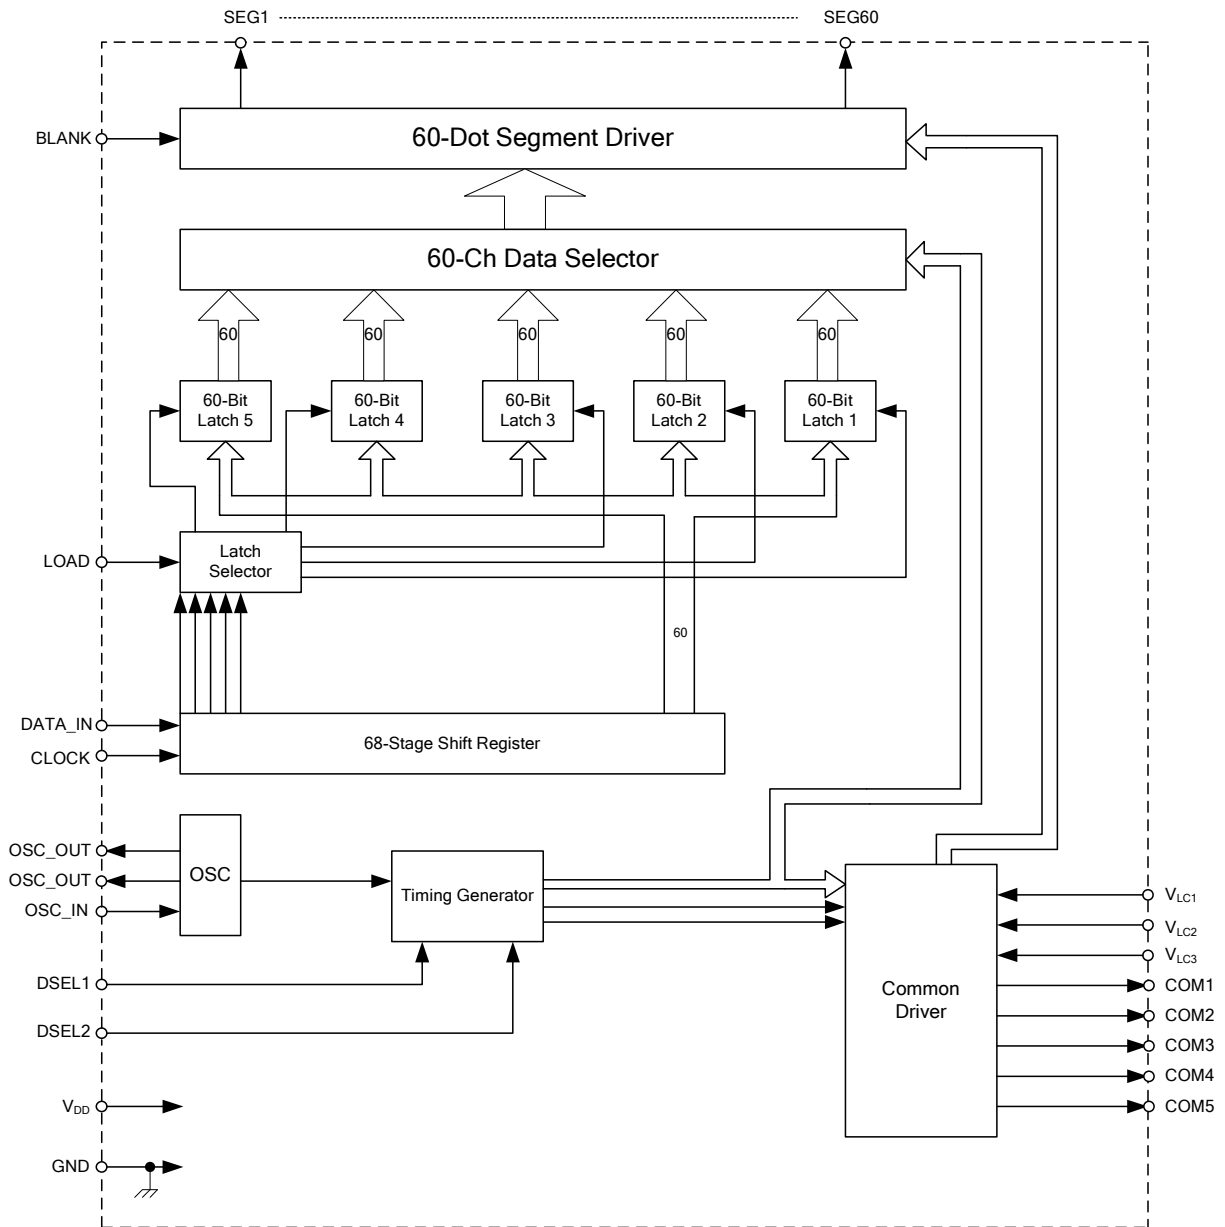 SEG1
SEG60
BLANK
60-Dot Segment Driver
60-Ch Data Selector
60
60
60
60
60
60-Bit
Latch 5
60-Bit
Latch 4
60-Bit
Latch 3
60-Bit
Latch 2
60-Bit
Latch 1
LOAD
Latch
Selector
60
DATA_IN
CLOCK
68-Stage Shift Register
OSC_OUT
OSC_OUT
OSC_IN
OSC
Timing Generator
DSEL1
DSEL2
VDD
GND
Common
Driver
VLC1
VLC2
VLC3
COM1
COM2
COM3
COM4
COM5